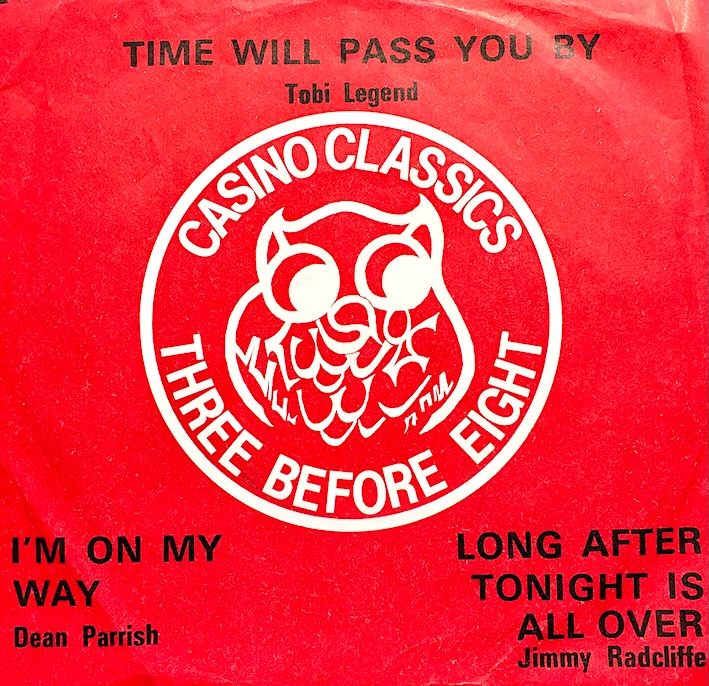 TIME WILL PASS YOU BY
Tobi Legend
CASINO CLASSICS
THREE BEFORE EIGHT
I'M ON MY
WAY
Dean Parrish
LONG AFTER
TONIGHT IS
ALL OVER
Jimmy Radcliffe